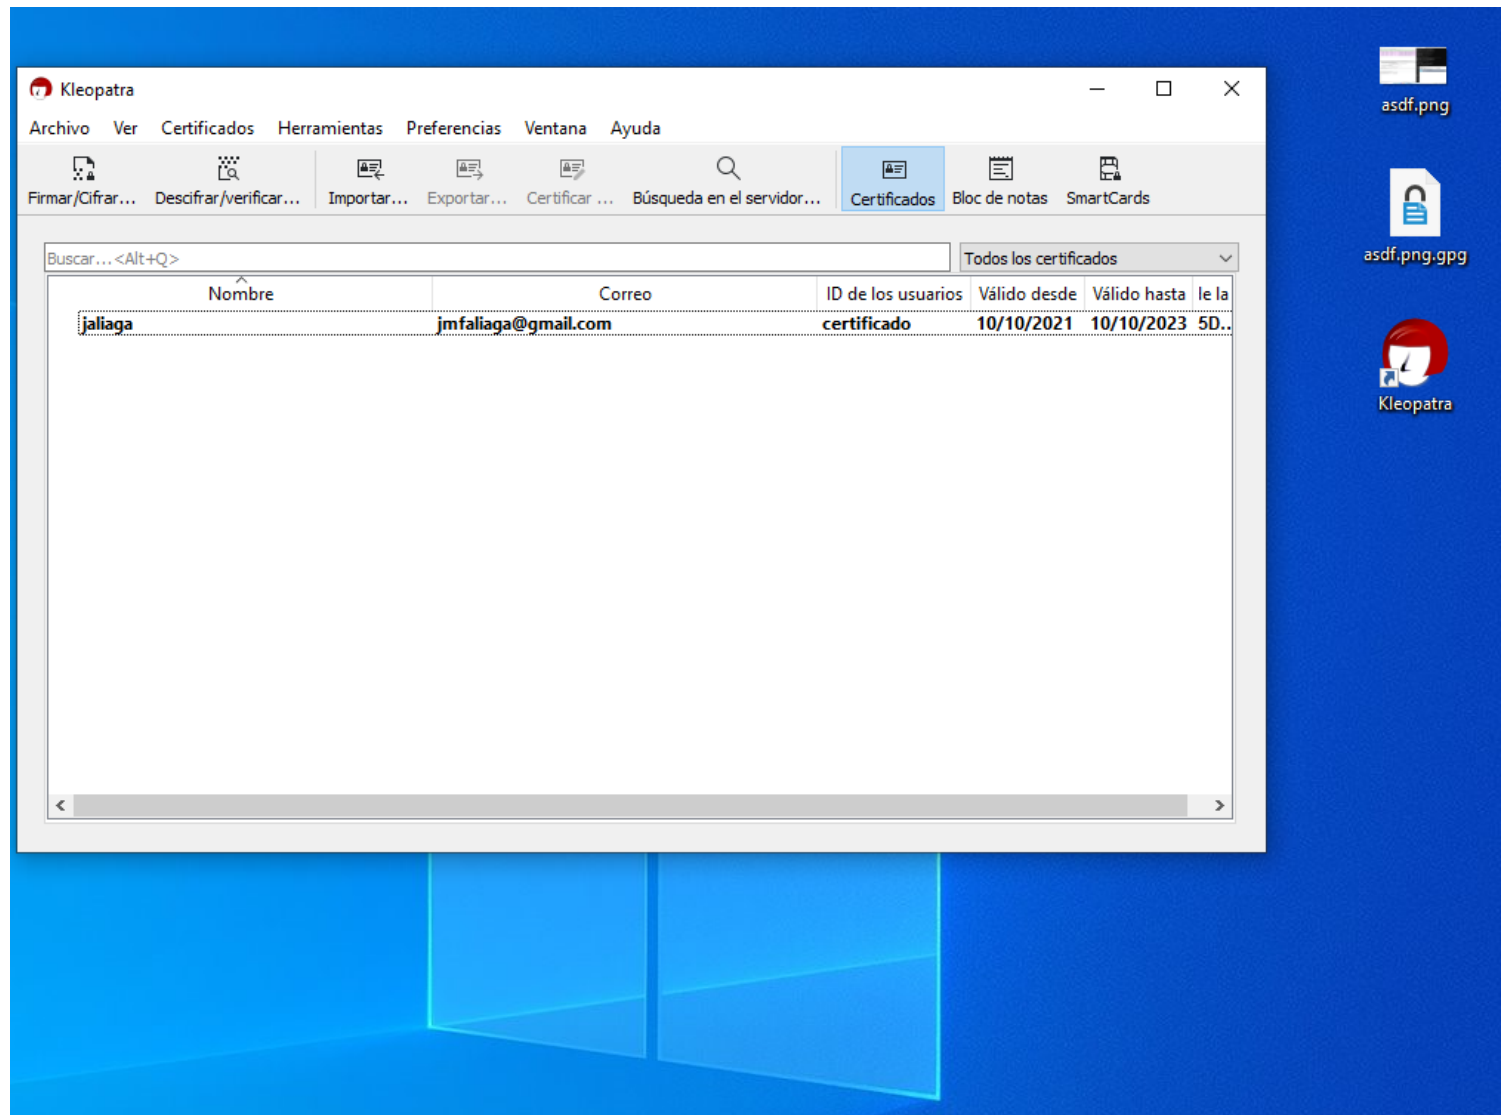 Kleopatra
Archivo Ver Certificados Herramientas Preferencias Ventana Ayuda
Firmar/Cifrar... Descifrar/verificar... Importar... Exportar... Certificar ... Búsqueda en el servidor... Certificados Bloc de notas SmartCards
Buscar...<Alt+Q> Todos los certificados
Nombre Correo ID de los usuarios Válido desde Válido hasta le la
jaliaga jmfaliaga@gmail.com certificado 10/10/2021 10/10/2023 5D..
asdf.png
asdf.png.gpg
Kleopatra